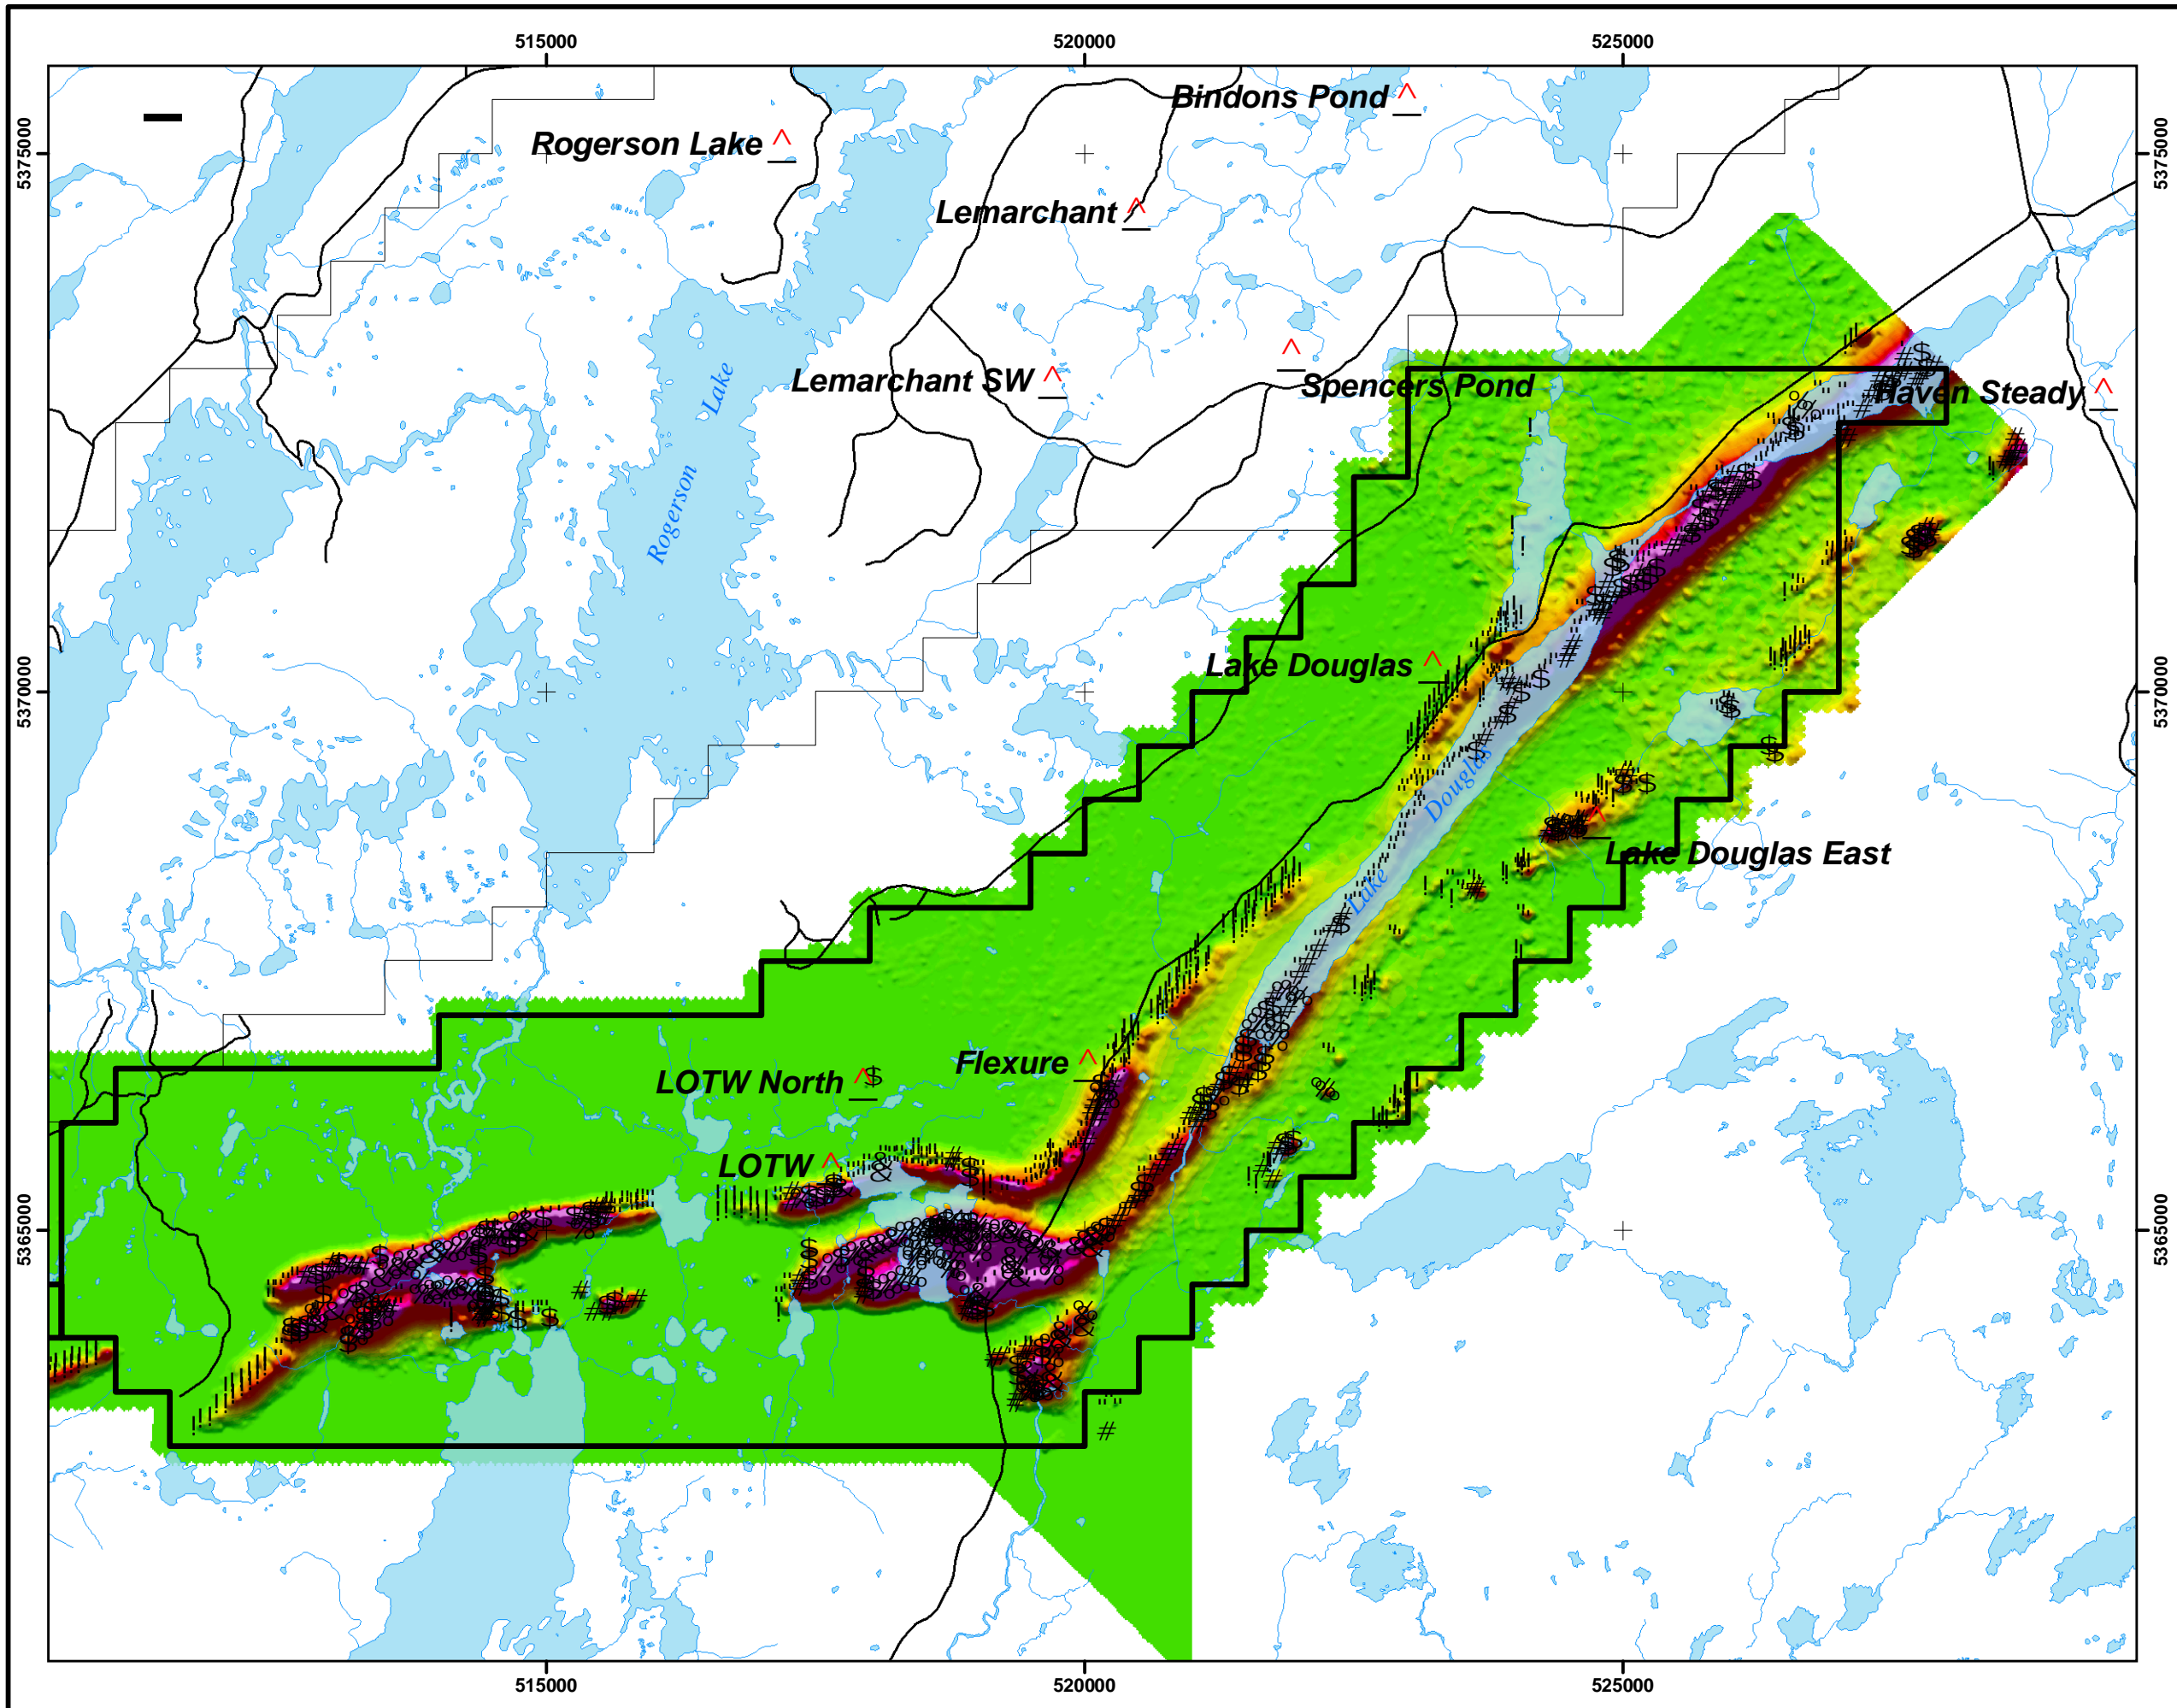 515000 520000 525000
Bindons Pond
5375000 Rogerson Lake 5375000
Lemarchant
Lemarchant SW
Spencers Pond
Haven Steady
Rogerson Lake
Lake Douglas
5370000 5370000
Lake Douglas
Lake Douglas East
Flexure
LOTW North
LOTW
5365000 5365000
515000 520000 525000